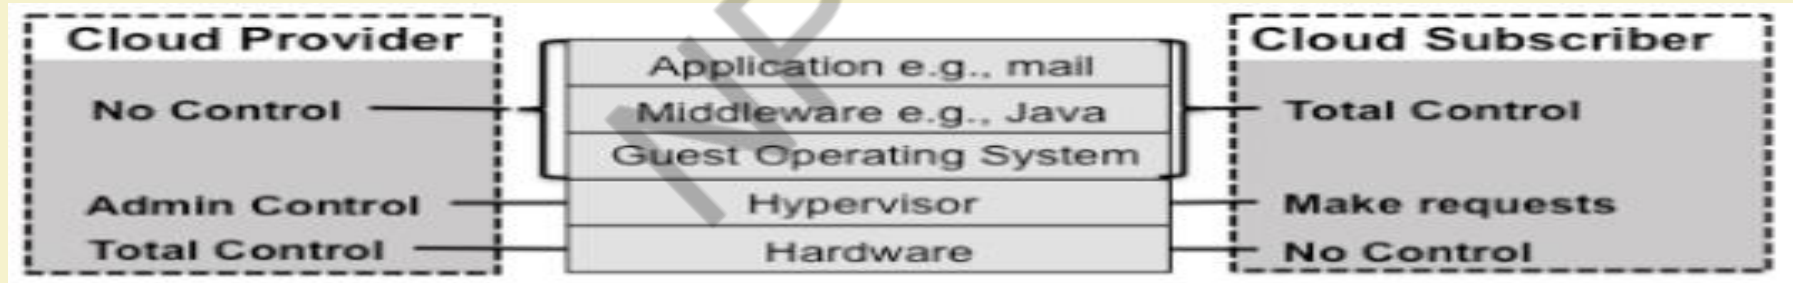 Cloud Provider
Cloud Subscriber
Application e.g., mail
No Control
Middleware e.g., Java
Total Control
Guest Operating System
Admin Control
Hypervisor
Make requests
Total Control
Hardware
No Control
NP